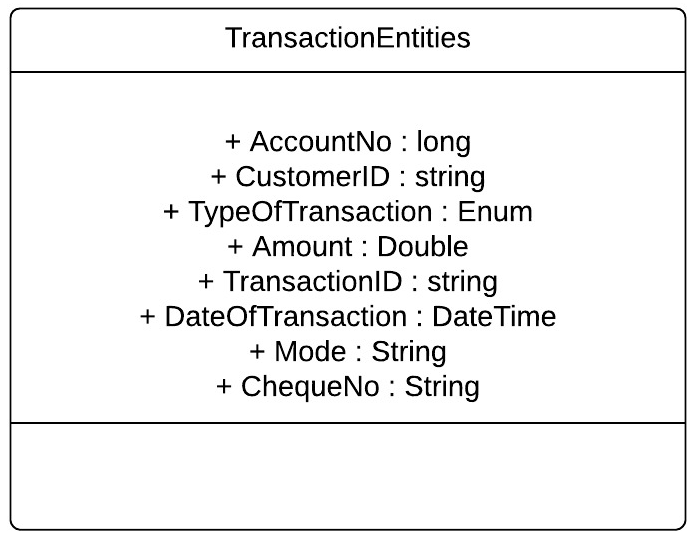 TransactionEntities
+ AccountNo : long
+ CustomerID : string
+ TypeOfTransaction : Enum
+ Amount : Double
+ TransactionID : string
+ DateOfTransaction : DateTime
+ Mode : String
+ ChequeNo : String